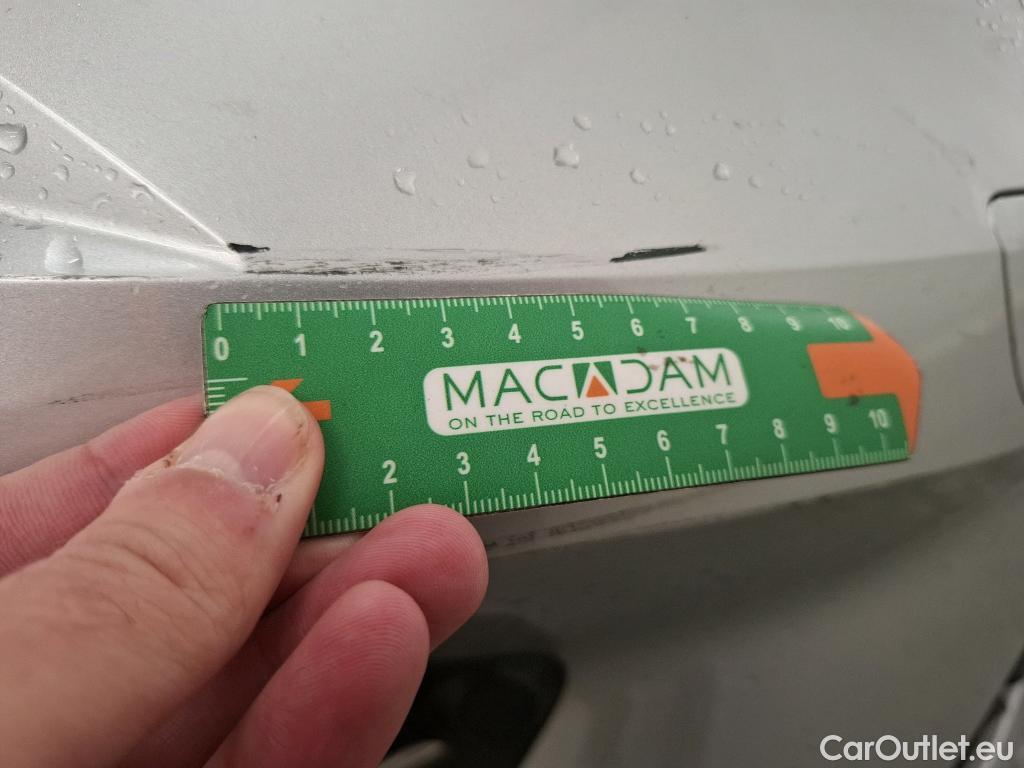 0 1 2 3 4 5 6 7 8 9 10
MACADAM
ON THE ROAD TO EXCELLENCE
2 3 4 5 6 7 8 9 10
CarOutlet.eu